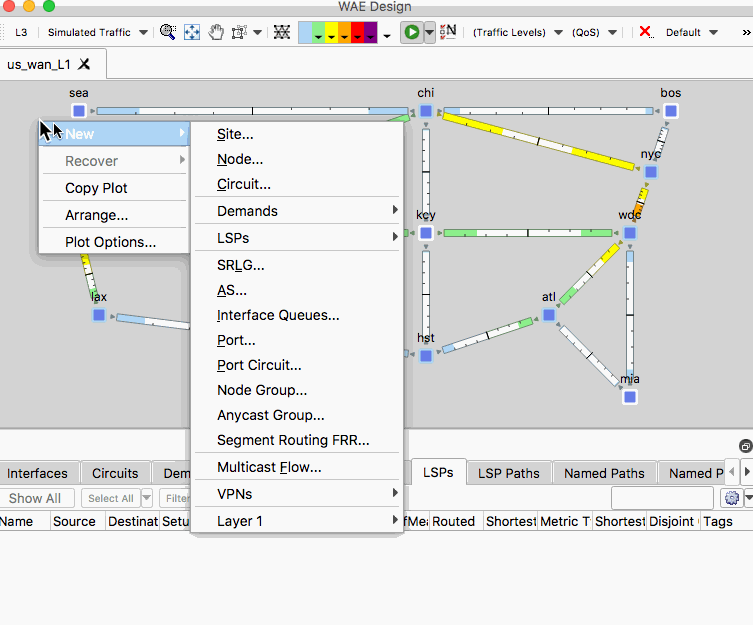 WAE Design
L3 Simulated Traffic (Traffic Levels) (QoS) Default »
us_wan_L1
sea chi bos
nyc
kcy wdc
lax atl
hst
mia
New
Recover
Copy Plot
Arrange...
Plot Options...
Site...
Node...
Circuit...
Demands
LSPs
SRLG...
AS...
Interface Queues...
Port...
Port Circuit...
Node Group...
Anycast Group...
Segment Routing FRR...
Multicast Flow...
VPNs
Layer 1
Interfaces Circuits Dem LSPs LSP Paths Named Paths Named P
Show All Select All Filter
Name Source Destinat Setu fMea Routed Shortest Metric T Shortest Disjoint Tags